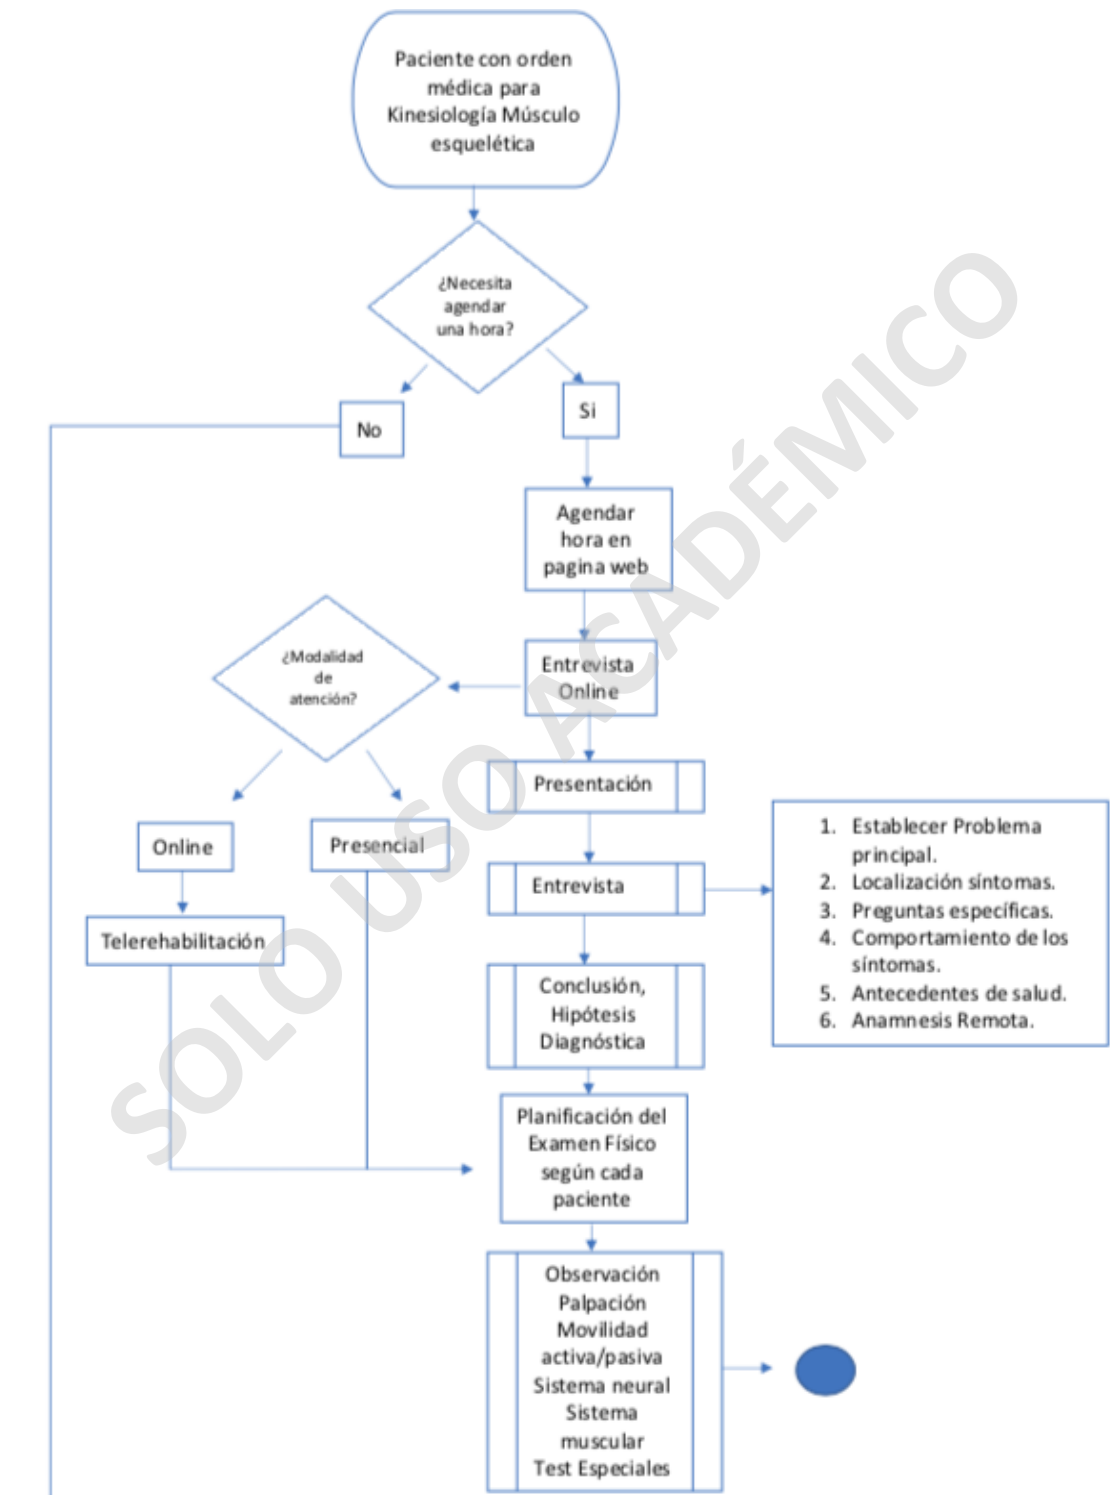 Paciente con orden
médica para
Kinesiología Músculo
esquelética
¿Necesita
agendar
una hora?
No
Si
Agendar
hora en
pagina web
Entrevista
Online
¿Modalidad
de
atención?
Online
Presencial
Telerehabilitación
Presentación
Entrevista
1. Establecer Problema
principal.
2. Localización síntomas.
3. Preguntas específicas.
4. Comportamiento de los
síntomas.
5. Antecedentes de salud.
6. Anamnesis Remota.
Conclusión,
Hipótesis
Diagnóstica
Planificación del
Examen Físico
según cada
paciente
Observación
Palpación
Movilidad
activa/pasiva
Sistema neural
Sistema
muscular
Test Especiales
SOLO USO ACADÉMICO